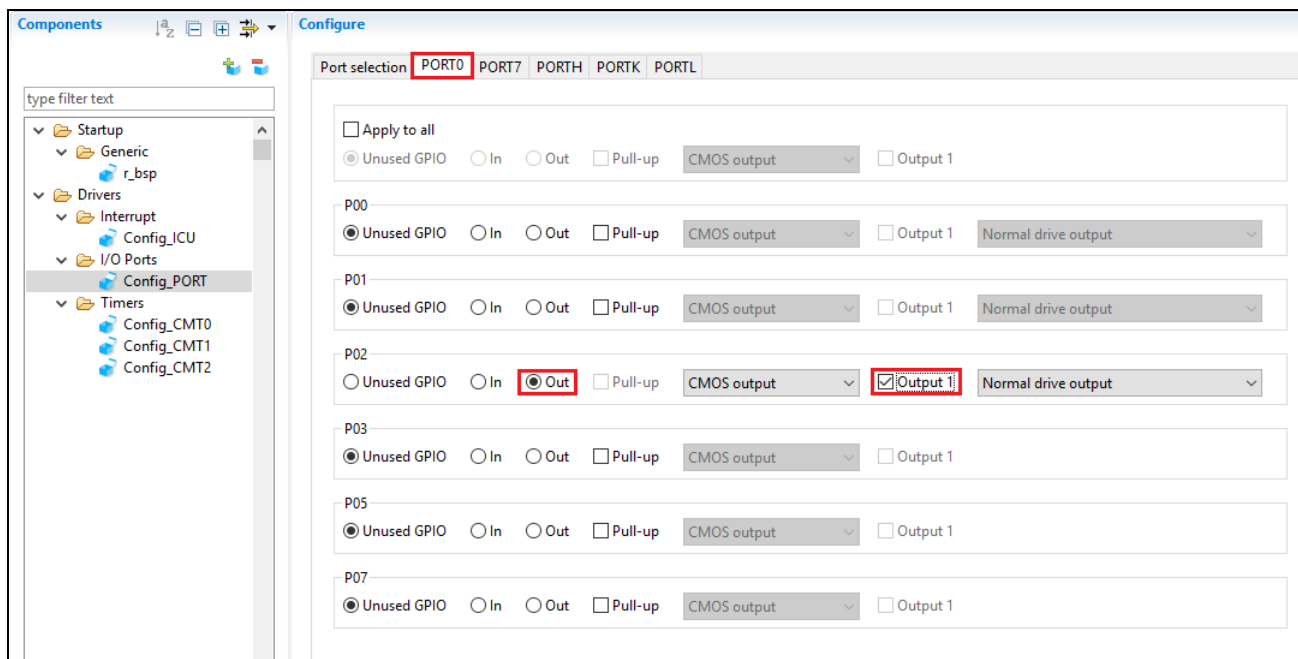 Components
Configure
type filter text
Startup
Generic
r_bsp
Drivers
Interrupt
Config_ICU
I/O Ports
Config_PORT
Timers
Config_CMT0
Config_CMT1
Config_CMT2
Port selection PORT0 PORT7 PORTH PORTK PORTL
Apply to all
Unused GPIO In Out Pull-up CMOS output Output 1
P00
Unused GPIO In Out Pull-up CMOS output Output 1 Normal drive output
P01
Unused GPIO In Out Pull-up CMOS output Output 1 Normal drive output
P02
Unused GPIO In Out Pull-up CMOS output Output 1 Normal drive output
P03
Unused GPIO In Out Pull-up CMOS output Output 1
P05
Unused GPIO In Out Pull-up CMOS output Output 1
P07
Unused GPIO In Out Pull-up CMOS output Output 1